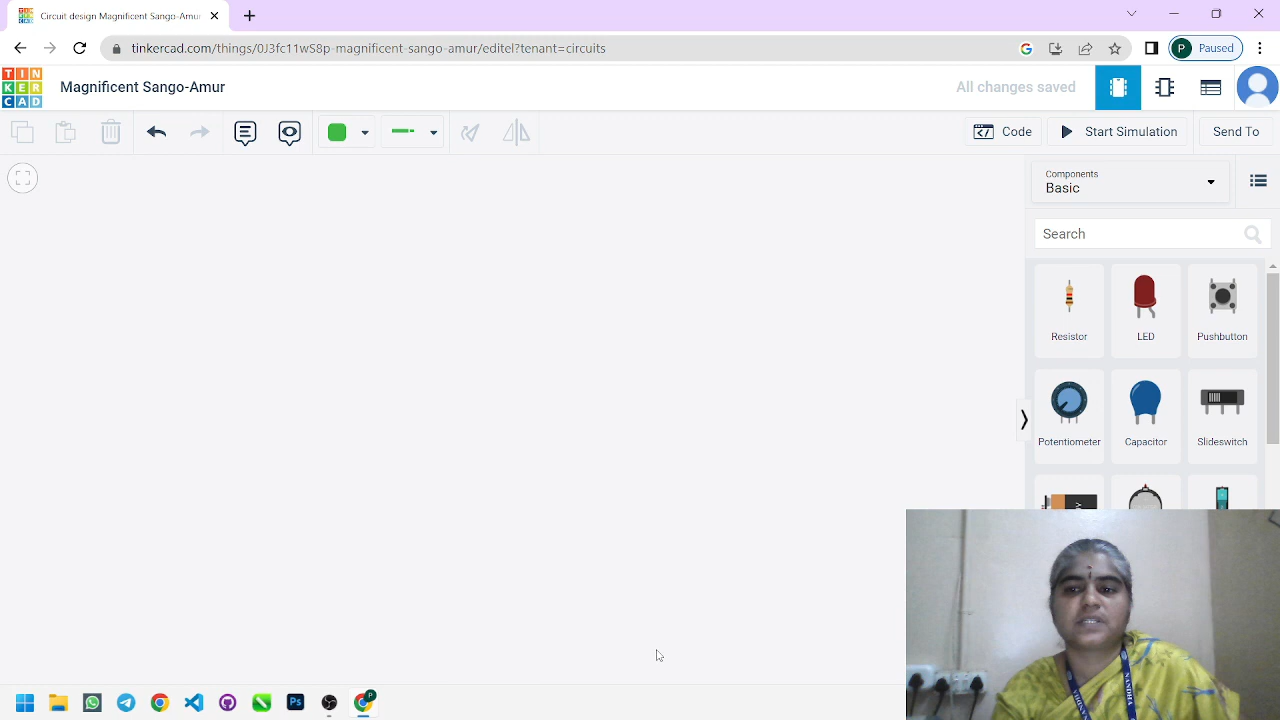 Circuit design Magnificent Sango-Amur
tinkercad.com/things/0J3fc11wS8p-magnificent-sango-amur/editel?tenant=circuits
P Paused
TIN
KER
CAD
Magnificent Sango-Amur
All changes saved
Code
Start Simulation
Send To
Components
Basic
Search
Resistor
LED
Pushbutton
Potentiometer
Capacitor
Slideswitch
NANDHA
Ps
P